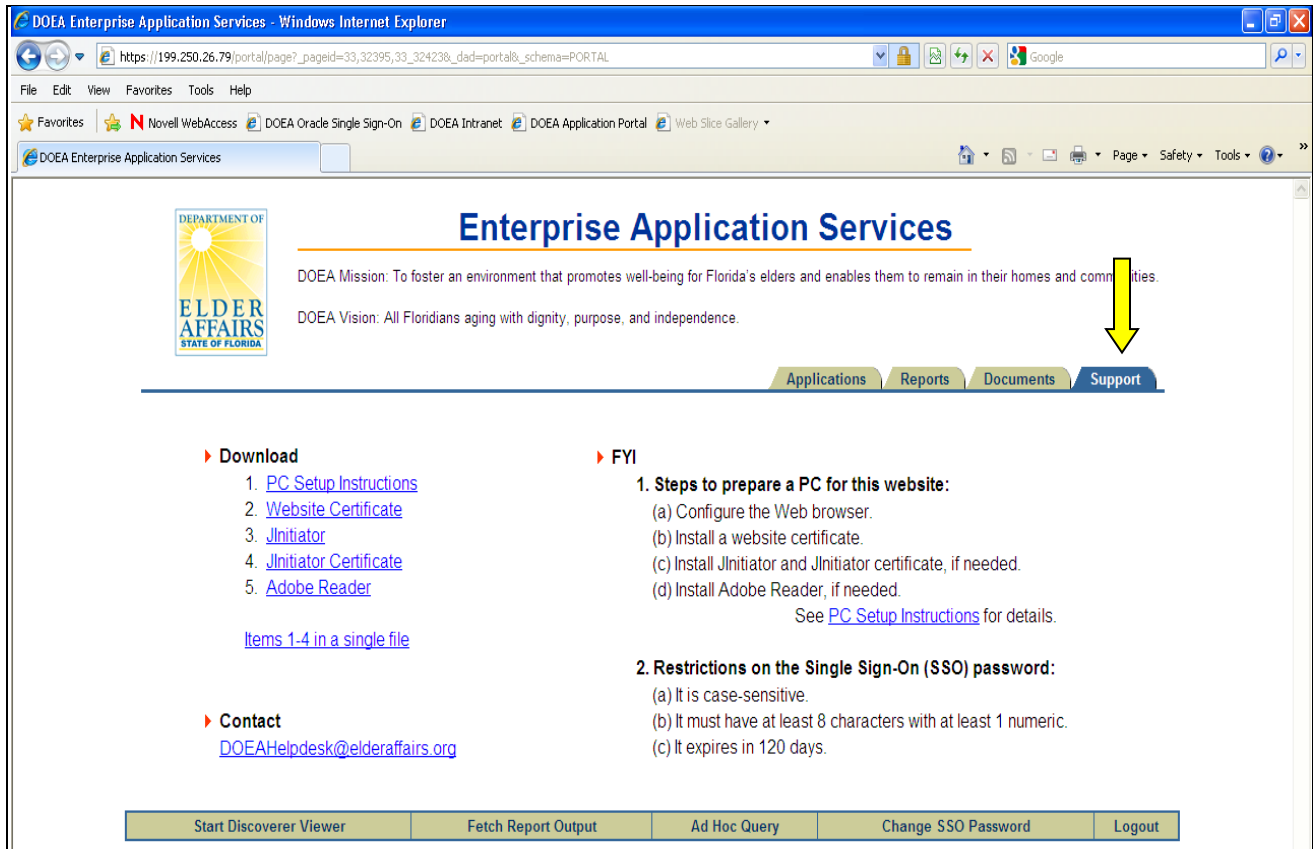 DOEA Enterprise Application Services - Windows Internet Explorer
https://199.250.26.79/portal/page?_pageid=33,32395,33_32423&_dad=portal&_schema=PORTAL
Google
File Edit View Favorites Tools Help
Favorites N Novell WebAccess DOEA Oracle Single Sign-On DOEA Intranet DOEA Application Portal Web Slice Gallery
DOEA Enterprise Application Services
Page Safety Tools »
DEPARTMENT OF
ELDER
AFFAIRS
STATE OF FLORIDA
Enterprise Application Services
DOEA Mission: To foster an environment that promotes well-being for Florida's elders and enables them to remain in their homes and communities.
DOEA Vision: All Floridians aging with dignity, purpose, and independence.
Applications Reports Documents Support
Download
1. PC Setup Instructions
2. Website Certificate
3. JInitiator
4. JInitiator Certificate
5. Adobe Reader
Items 1-4 in a single file
Contact
DOEAHelpdesk@elderaffairs.org
FYI
1. Steps to prepare a PC for this website:
(a) Configure the Web browser.
(b) Install a website certificate.
(c) Install JInitiator and JInitiator certificate, if needed.
(d) Install Adobe Reader, if needed.
See PC Setup Instructions for details.
2. Restrictions on the Single Sign-On (SSO) password:
(a) It is case-sensitive.
(b) It must have at least 8 characters with at least 1 numeric.
(c) It expires in 120 days.
Start Discoverer Viewer Fetch Report Output Ad Hoc Query Change SSO Password Logout